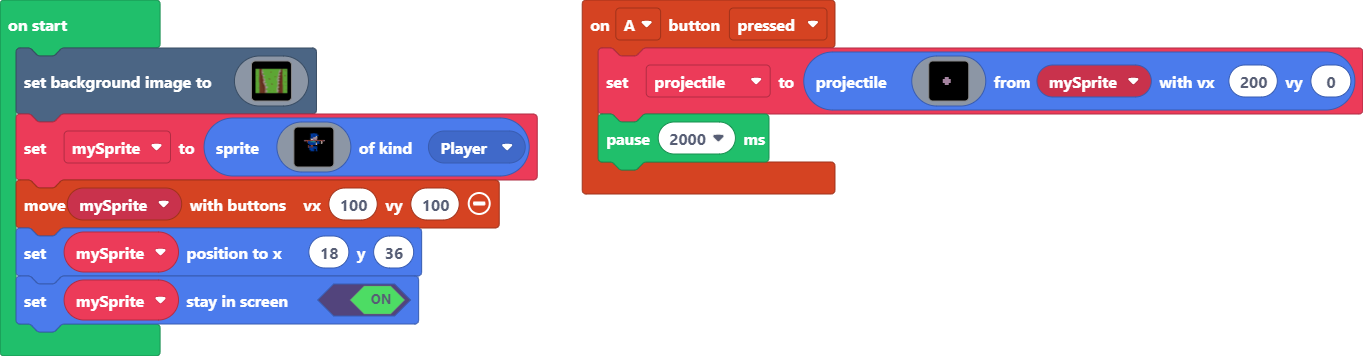 on start
set background image to
set mySprite to sprite of kind Player
move mySprite with buttons vx 100 vy 100
set mySprite position to x 18 y 36
set mySprite stay in screen ON
on A button pressed
set projectile to projectile from mySprite with vx 200 vy 0
pause 2000 ms